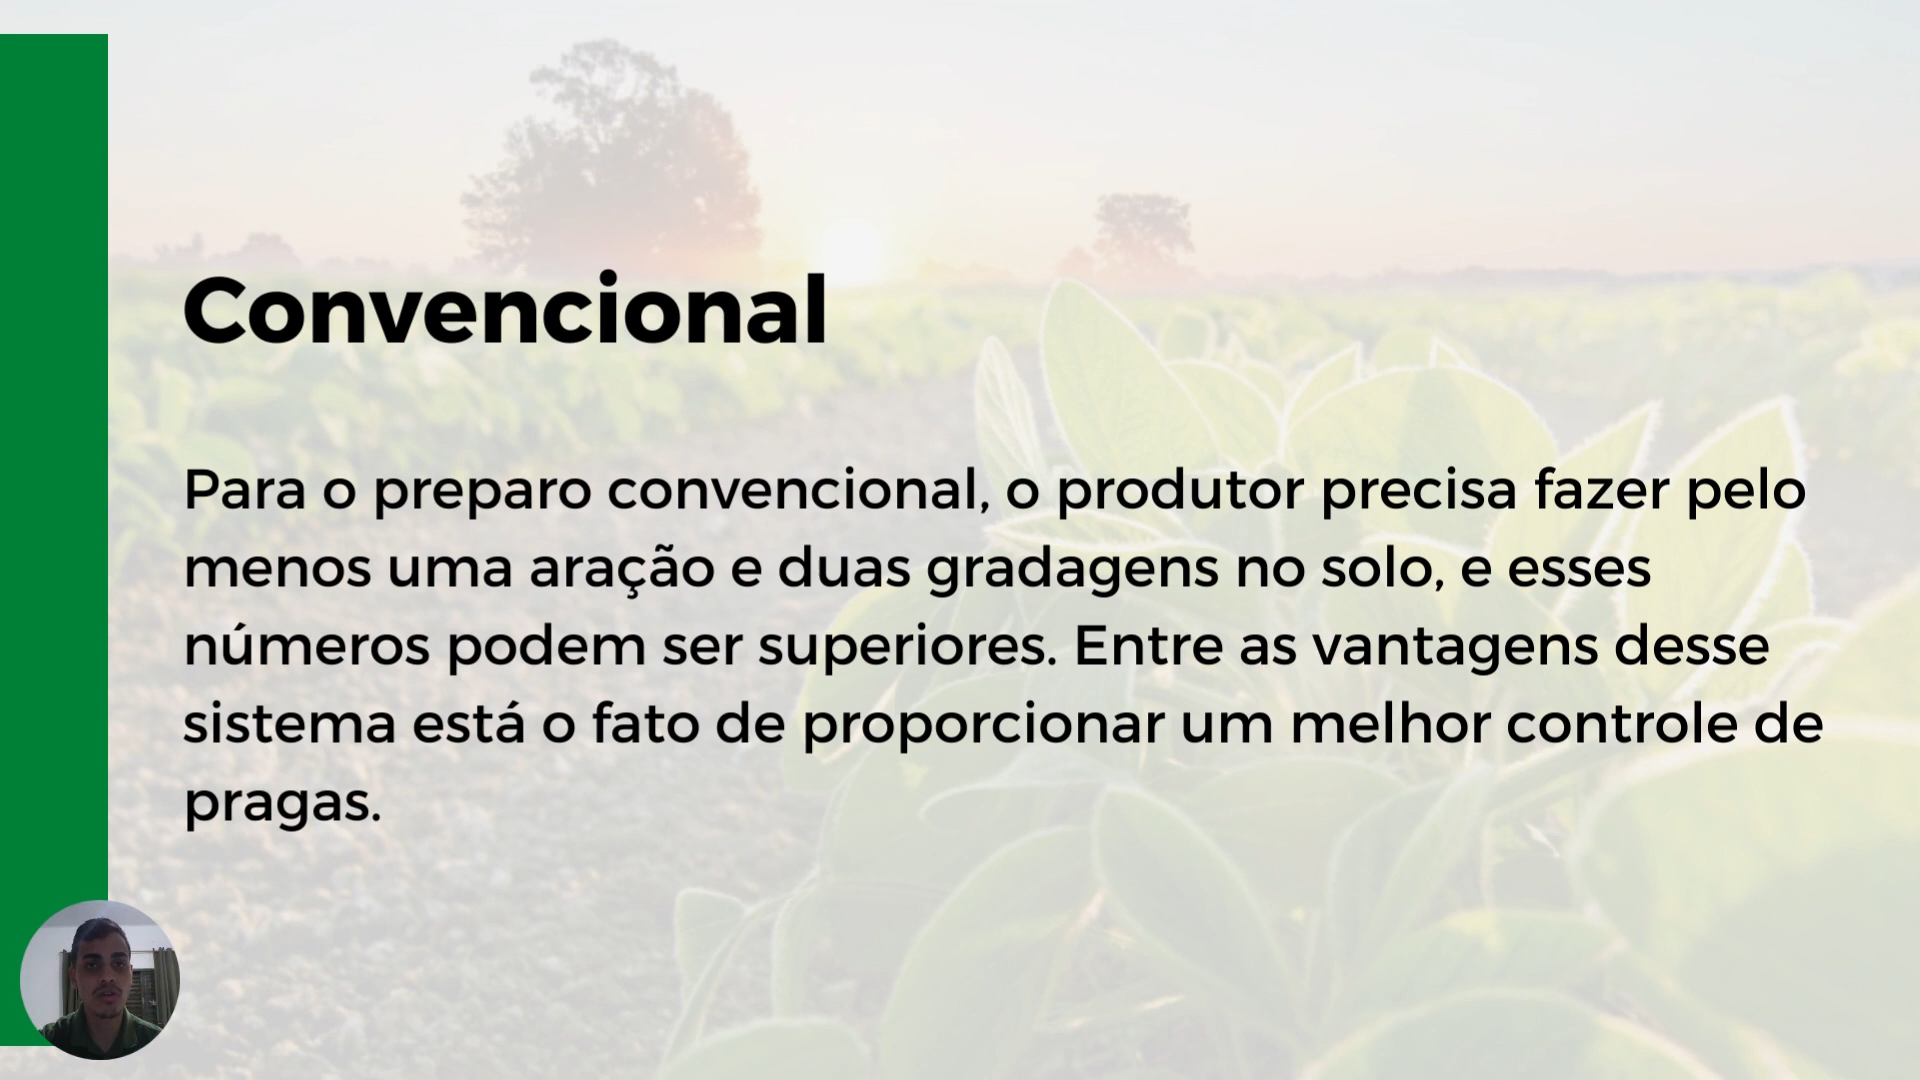 Convencional
Para o preparo convencional, o produtor precisa fazer pelo
menos uma aração e duas gradagens no solo, e esses
números podem ser superiores. Entre as vantagens desse
sistema está o fato de proporcionar um melhor controle de
pragas.